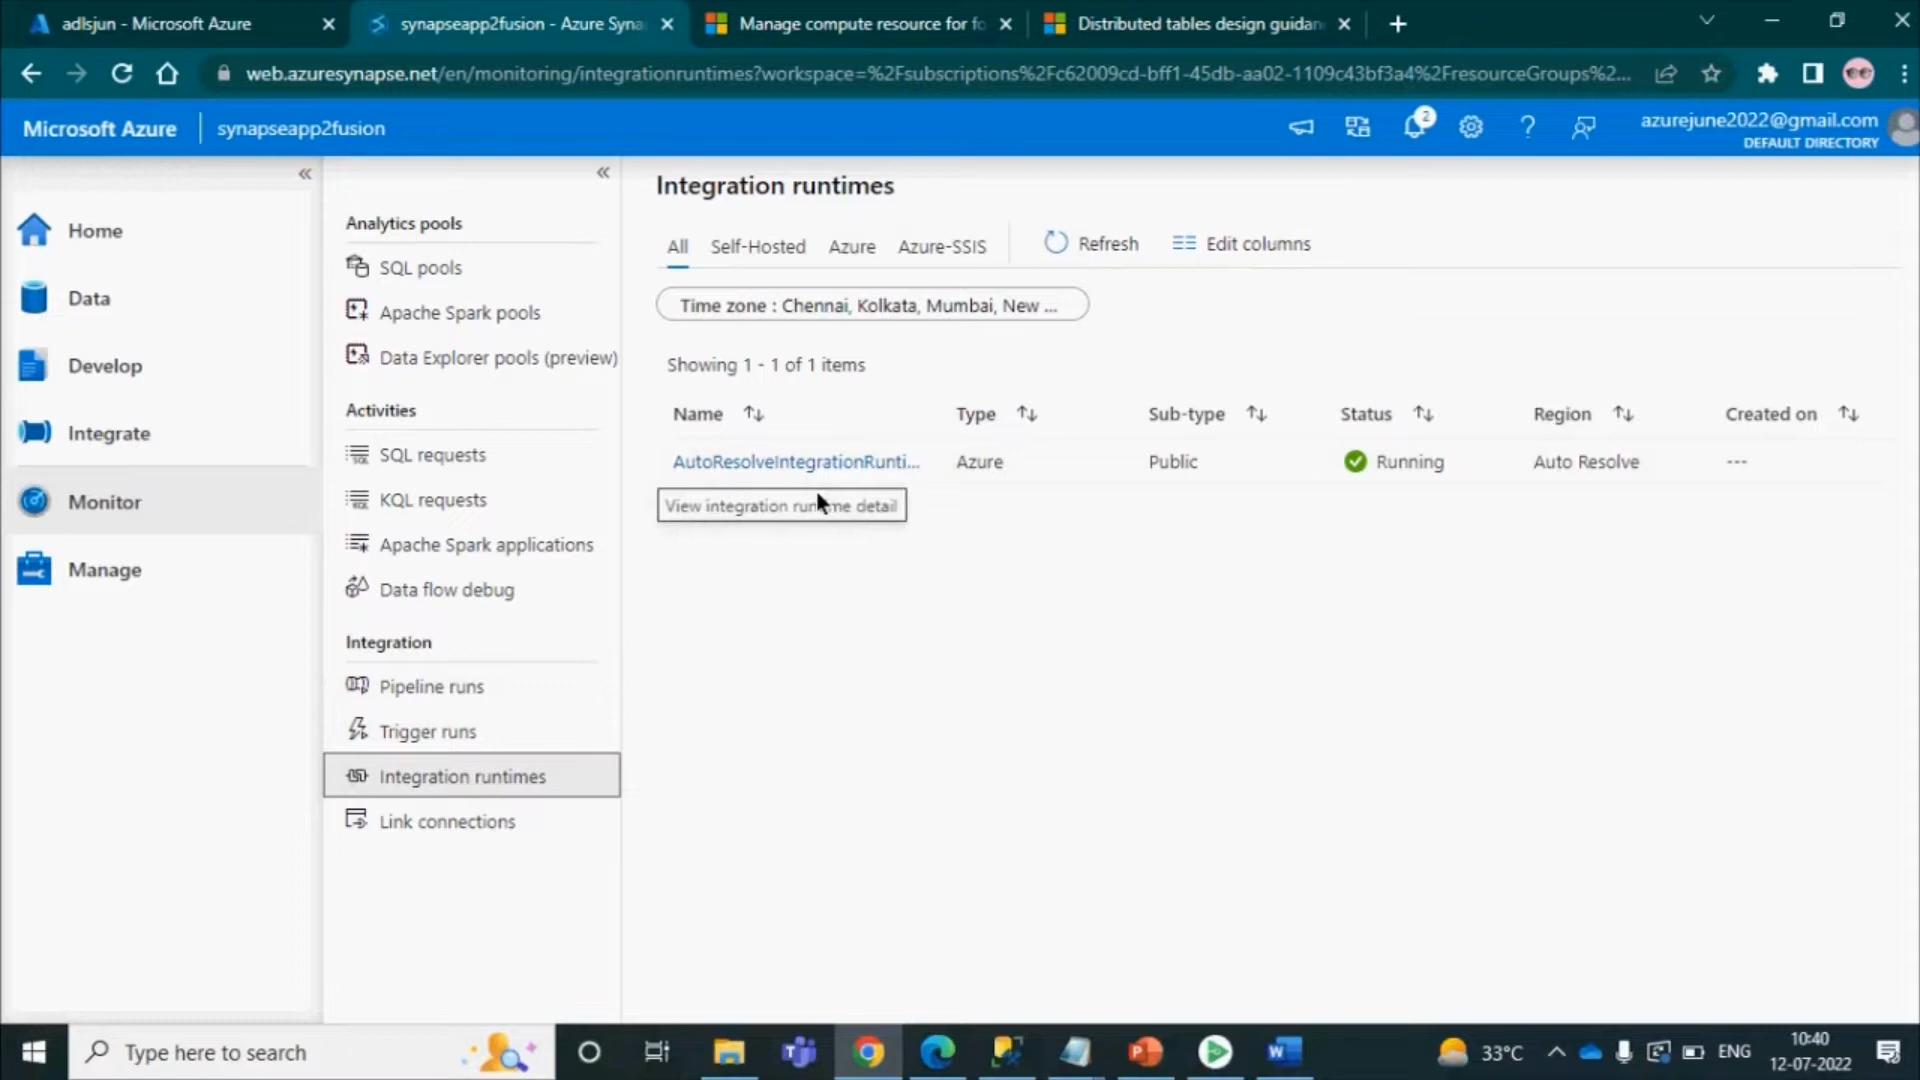 adlsjun - Microsoft Azure
synapseapp2fusion - Azure Syna
Manage compute resource for fo
Distributed tables design guidan
web.azuresynapse.net/en/monitoring/integrationruntimes?workspace=%2Fsubscriptions%2Fc62009cd-bff1-45db-aa02-1109c43bf3a4%2FresourceGroups%2...
Microsoft Azure
synapseapp2fusion
2
azurejune2022@gmail.com
DEFAULT DIRECTORY
Home
Data
Develop
Integrate
Monitor
Manage
Analytics pools
SQL pools
Apache Spark pools
Data Explorer pools (preview)
Activities
SQL requests
KQL requests
Apache Spark applications
Data flow debug
Integration
Pipeline runs
Trigger runs
Integration runtimes
Link connections
Integration runtimes
All Self-Hosted Azure Azure-SSIS Refresh Edit columns
Time zone : Chennai, Kolkata, Mumbai, New ...
Showing 1 - 1 of 1 items
Name Type Sub-type Status Region Created on
AutoResolveIntegrationRunti... Azure Public Running Auto Resolve ---
View integration runtime detail
Type here to search
33°C
ENG
10:40
12-07-2022